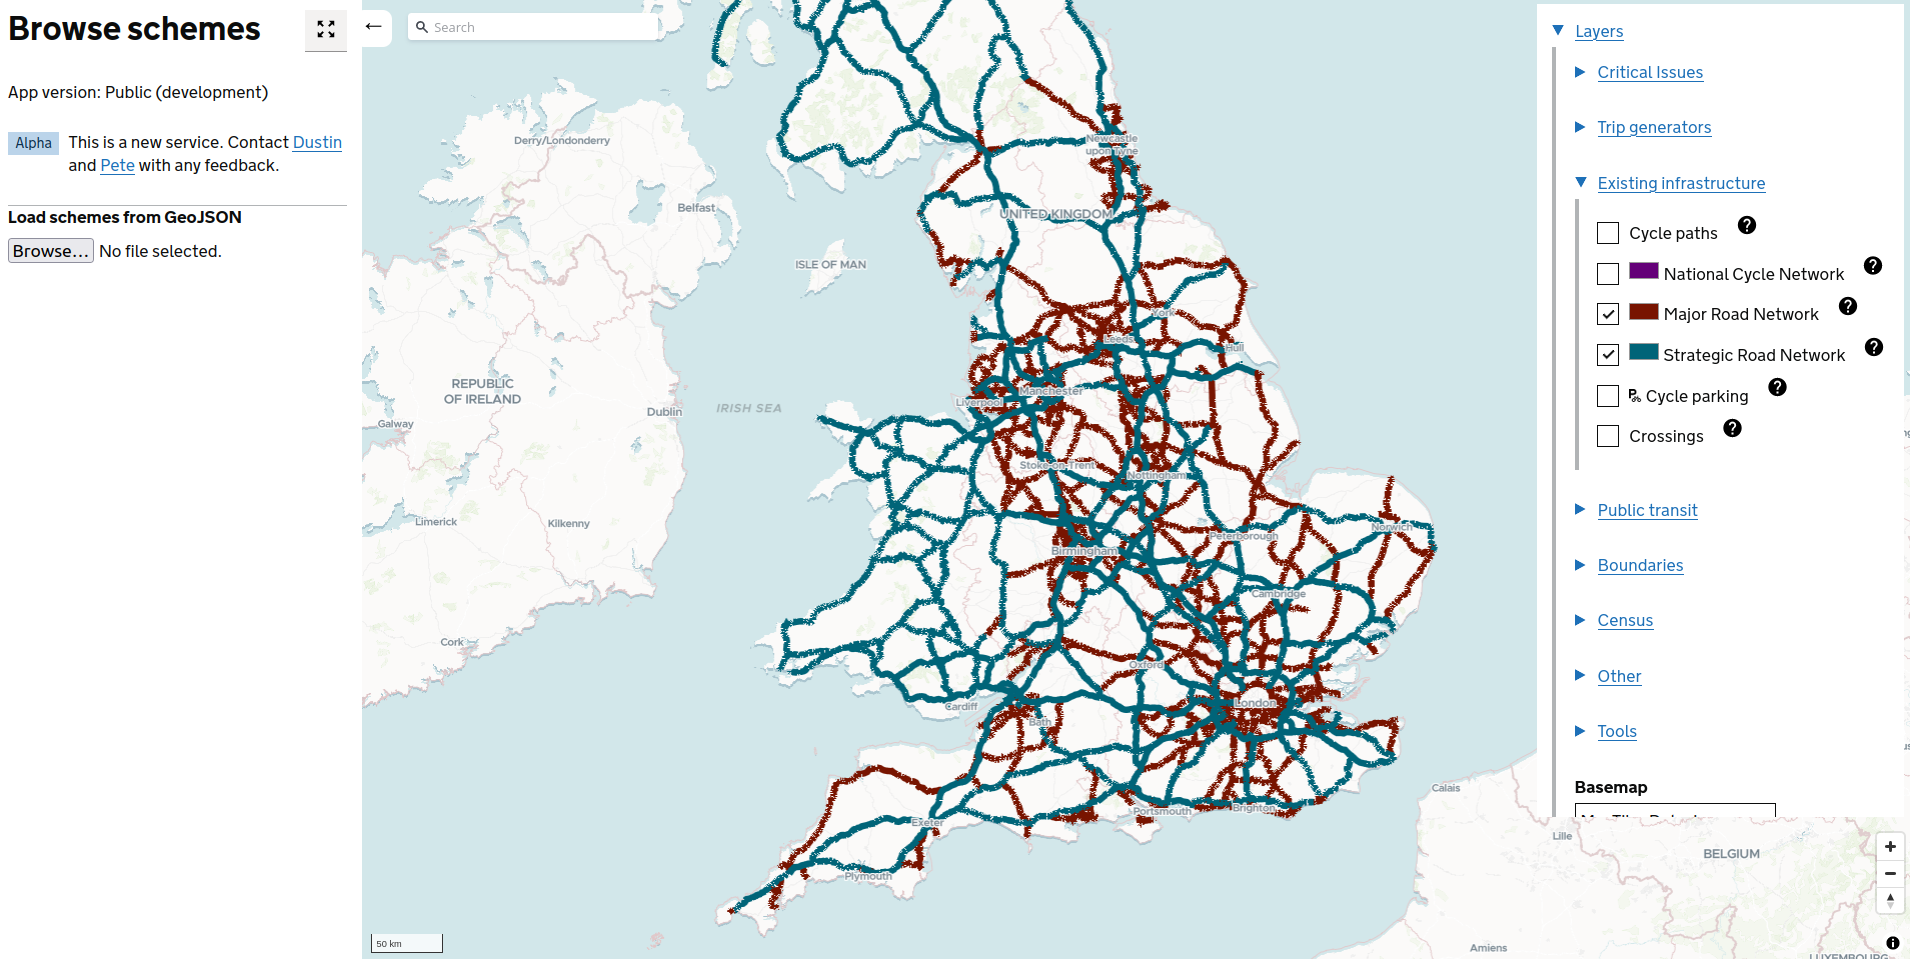 Browse schemes
App version: Public (development)
Alpha
This is a new service. Contact Dustin
and Pete with any feedback.
Load schemes from GeoJSON
Browse... No file selected.
←
Search
Derry/Londonderry
Belfast
Newcastle
upon Tyne
UNITED KINGDOM
ISLE OF MAN
York
Leeds
Hull
REPUBLIC
OF IRELAND
Dublin
IRISH SEA
Manchester
Liverpool
Galway
Stoke-on-Trent
Nottingham
Limerick
Kilkenny
Norwich
Peterborough
Birmingham
Cambridge
Cork
Oxford
Cardiff
London
Bath
Calais
Portsmouth
Brighton
Exeter
Plymouth
Lille
BELGIUM
Amiens
LUXEMBOURG
50 km
Layers
Critical Issues
Trip generators
Existing infrastructure
Cycle paths
National Cycle Network
Major Road Network
Strategic Road Network
Cycle parking
Crossings
Public transit
Boundaries
Census
Other
Tools
Basemap